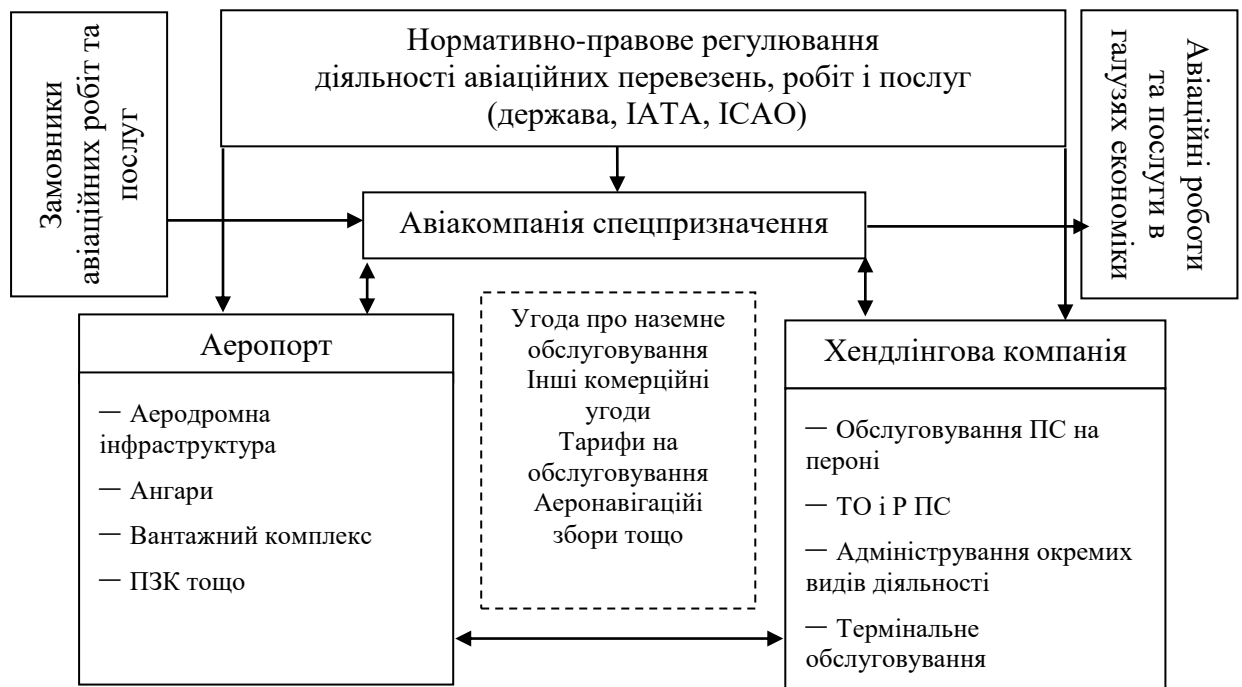 Замовники
авіаційних робіт та
послуг
Нормативно-правове регулювання
діяльності авіаційних перевезень, робіт і послуг
(держава, ІАТА, ІСАО)
Авіаційні роботи
та послуги в
галузях економіки
Авіакомпанія спецпризначення
Аеропорт
— Аеродромна
інфраструктура
— Ангари
— Вантажний комплекс
— ПЗК тощо
Угода про наземне
обслуговування
Інші комерційні
угоди
Тарифи на
обслуговування
Аеронавігаційі
збори тощо
Хендлінгова компанія
— Обслуговування ПС на
пероні
— ТО і Р ПС
— Адміністрування окремих
видів діяльності
— Термінальне
обслуговування